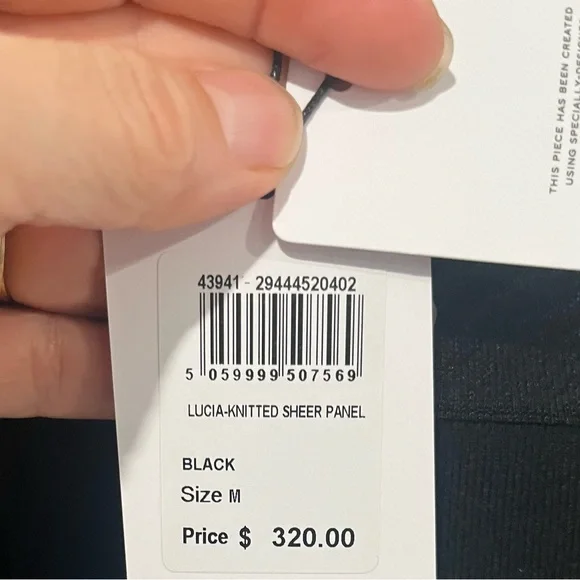 THIS PIECE HAS BEEN CREATED
USING SPECIALLY-DESIGNED
43941 - 29444520402
5 059999 507569
LUCIA-KNITTED SHEER PANEL
BLACK
Size M
Price $ 320.00